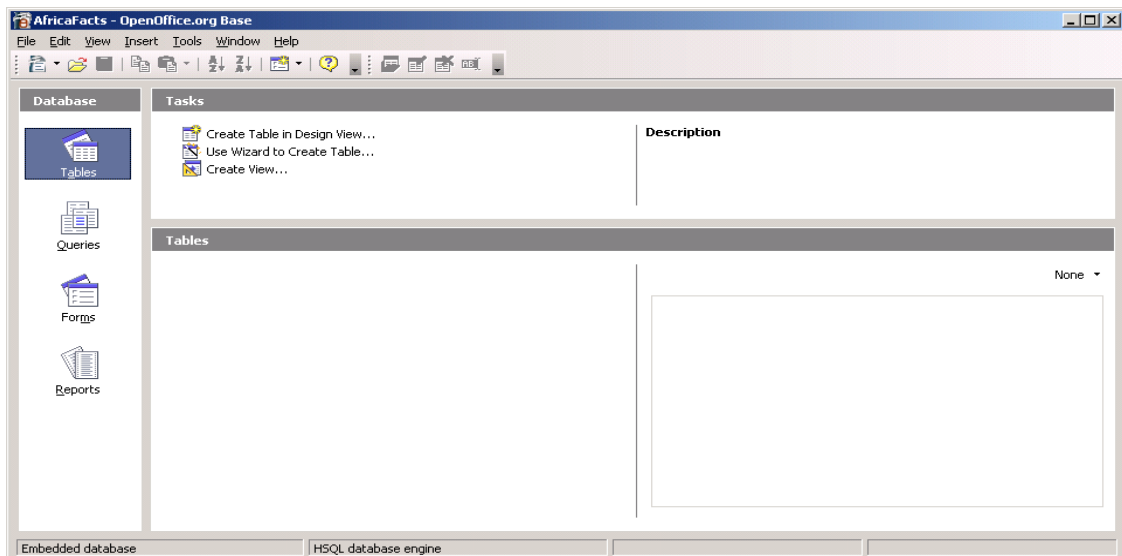 AfricaFacts - OpenOffice.org Base
File Edit View Insert Tools Window Help
Database
Tables
Queries
Forms
Reports
Tasks
Create Table in Design View...
Use Wizard to Create Table...
Create View...
Description
Tables
None
Embedded database
HSQL database engine